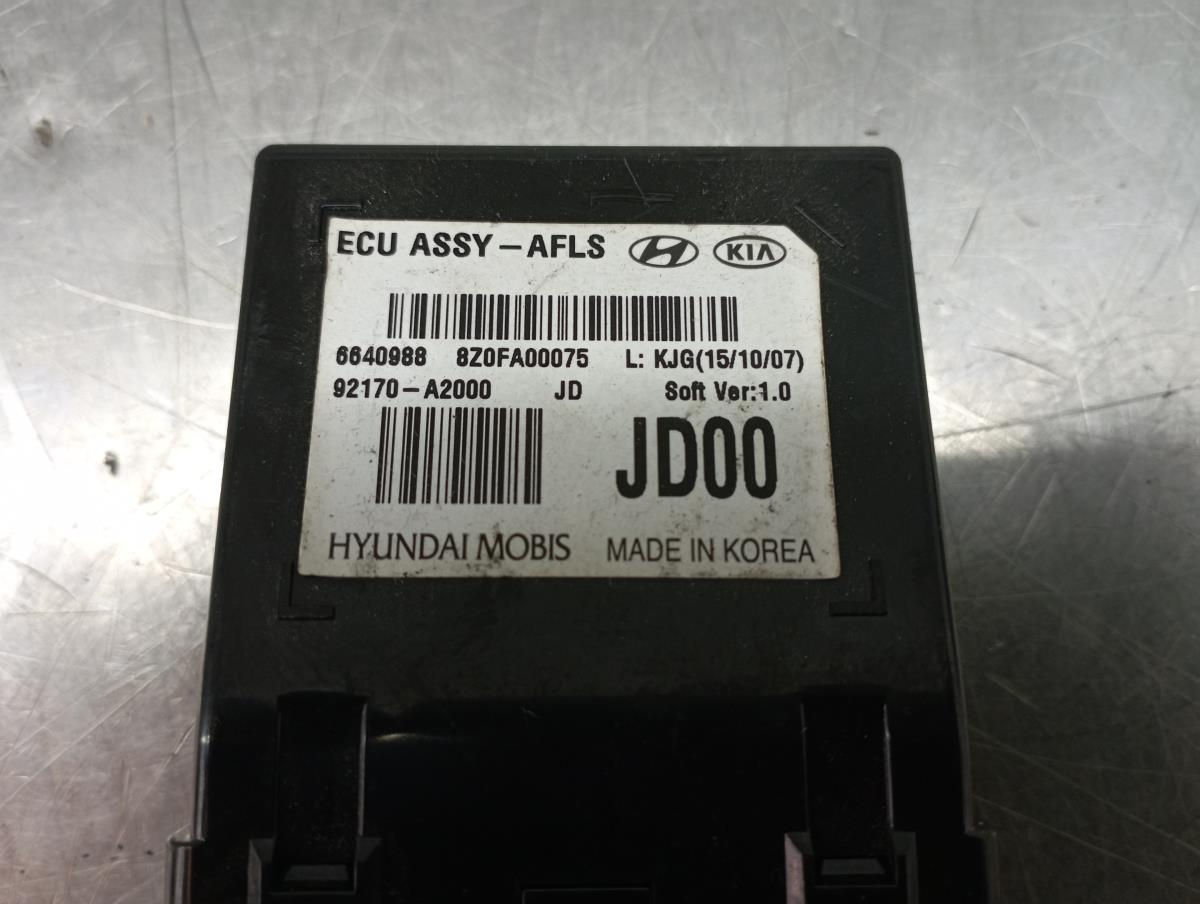 ECU ASSY-AFLS KIA
6640988 8Z0FA00075 L: KJG(15/10/07)
92170-A2000 JD Soft Ver:1.0
JD00
HYUNDAI MOBIS MADE IN KOREA